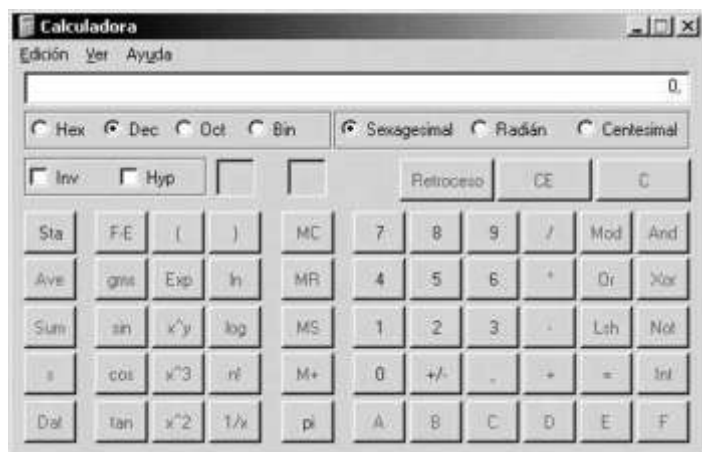 Calculadora
Edición Ver Ayuda
0,
Hex Dec Oct Bin Sexagesimal Radián Centesimal
Inv Hyp Retroceso CE C
Sta F-E ( ) MC 7 8 9 / Mod And
Ave gms Exp ln MR 4 5 6 * Or Xor
Sum sin x^y log MS 1 2 3 - Lsh Not
s cos x^3 n! M+ 0 +/- , + = Int
Dat tan x^2 1/x pi A B C D E F